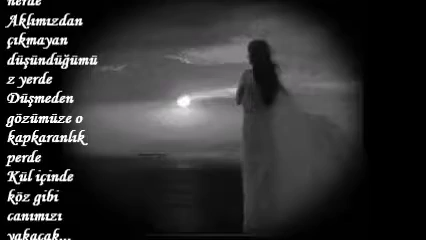 nerde
Aklımızdan
çıkmayan
düşündüğümü
z yerde
Düşmeden
gözümüze o
kapkaranlık
perde
Kül içinde
köz gibi
canımızı
yakacak...